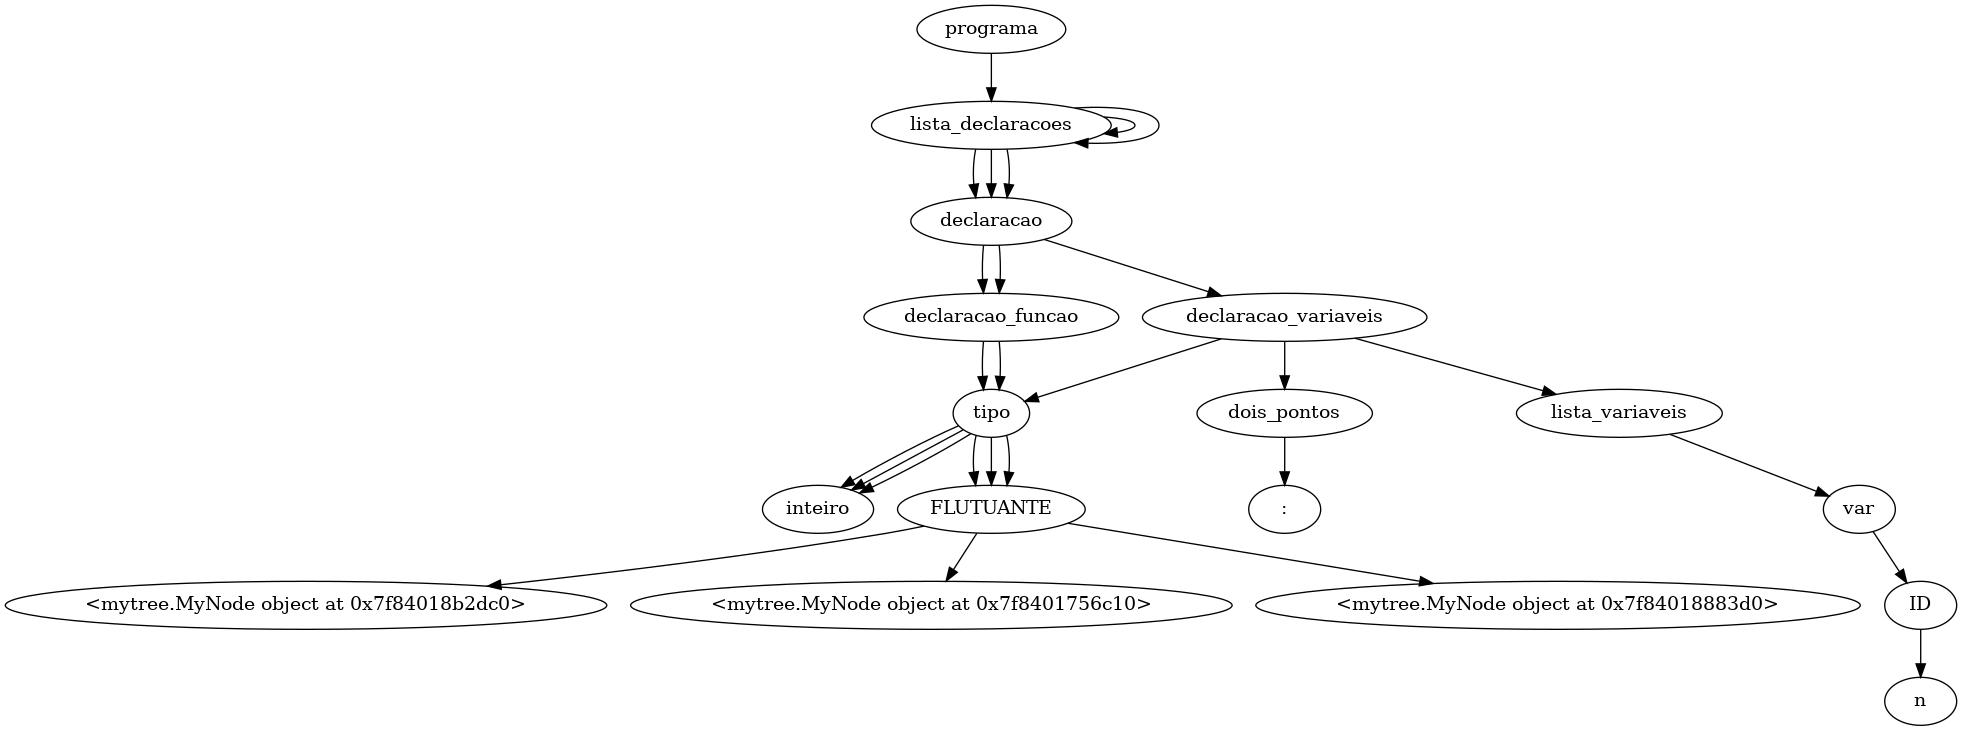 programa
lista_declaracoes
declaracao
declaracao_funcao
declaracao_variaveis
tipo
dois_pontos
lista_variaveis
inteiro
FLUTUANTE
:
var
<mytree.MyNode object at 0x7f84018b2dc0>
<mytree.MyNode object at 0x7f8401756c10>
<mytree.MyNode object at 0x7f84018883d0>
ID
n